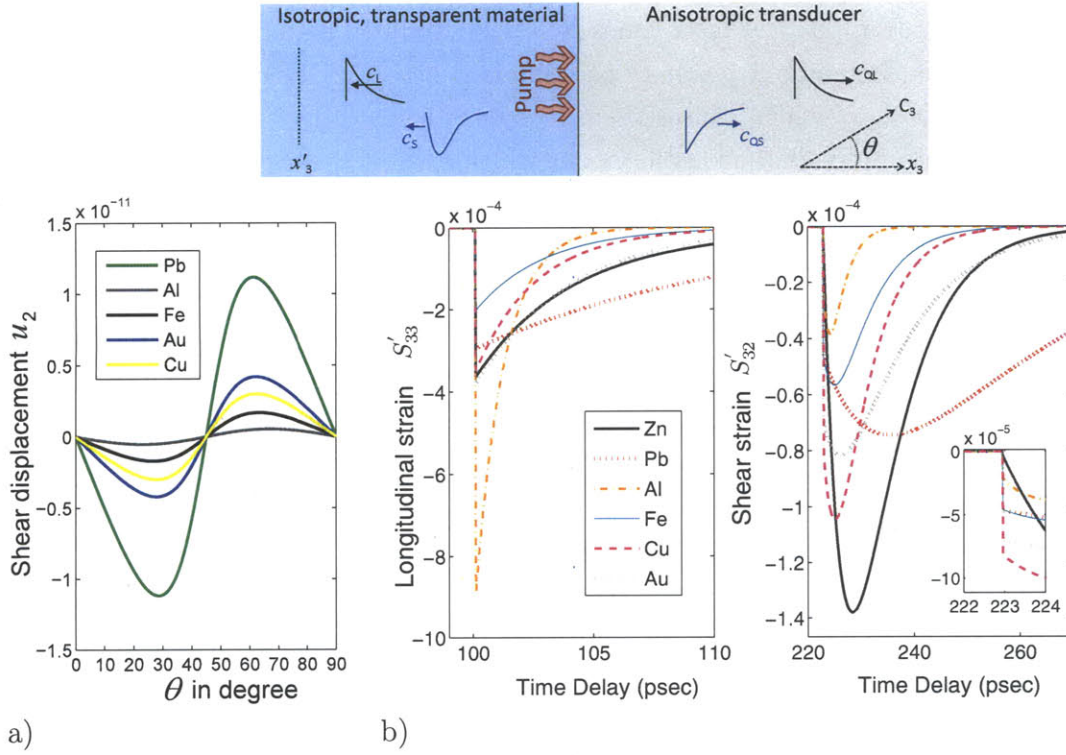 Isotropic, transparent material
Anisotropic transducer
c_L
c_S
x'_3
Pump
c_QL
c_QS
C_3
θ
x_3
x 10^-11
1.5
1
0.5
0
-0.5
-1
-1.5
Shear displacement u_2
Pb
Al
Fe
Au
Cu
0 10 20 30 40 50 60 70 80 90
θ in degree
a)
x 10^-4
0
-2
-4
-6
-8
-10
Longitudinal strain S'_33
Zn
Pb
Al
Fe
Cu
Au
100 105 110
Time Delay (psec)
b)
x 10^-4
0
-0.2
-0.4
-0.6
-0.8
-1
-1.2
-1.4
Shear strain S'_32
x 10^-5
0
-5
-10
222 223 224
220 240 260
Time Delay (psec)